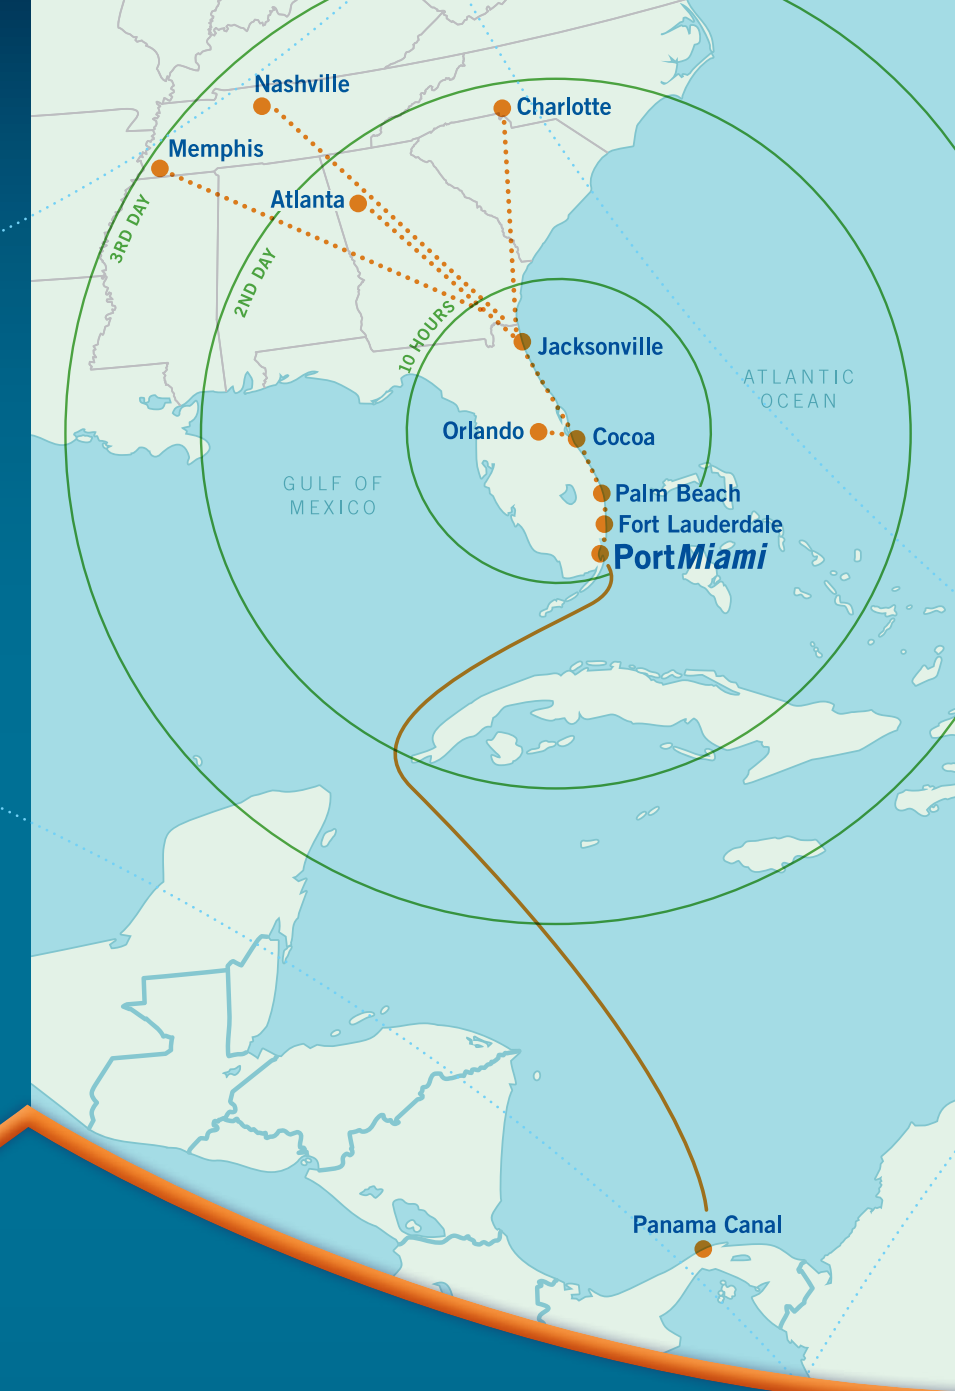 Nashville
Charlotte
Memphis
Atlanta
3RD DAY
2ND DAY
10 HOURS
Jacksonville
ATLANTIC
OCEAN
Orlando
Cocoa
GULF OF
MEXICO
Palm Beach
Fort Lauderdale
PortMiami
Panama Canal